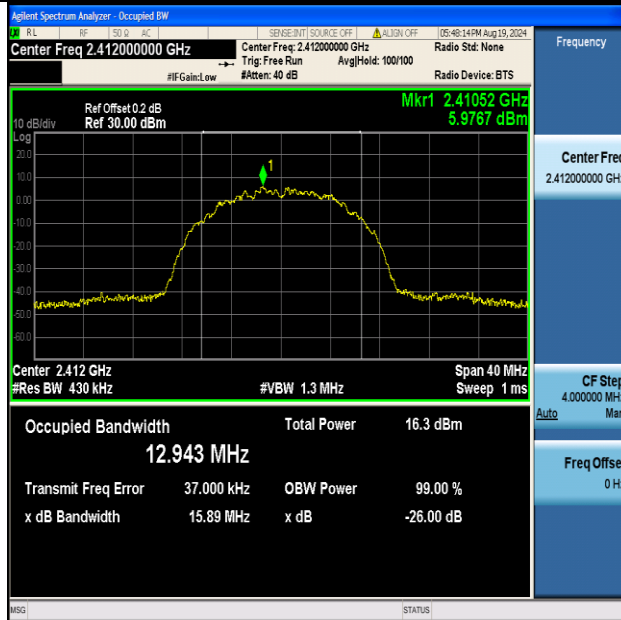 Agilent Spectrum Analyzer - Occupied BW
RL RF 50 Ω AC SENSE:INT SOURCE OFF ALIGN OFF 05:48:14 PM Aug 19, 2024
Center Freq 2.412000000 GHz
Center Freq: 2.412000000 GHz
Radio Std: None
Trig: Free Run Avg|Hold: 100/100
#IFGain:Low #Atten: 40 dB Radio Device: BTS
Frequency
Mkr1 2.41052 GHz
5.9767 dBm
Ref Offset 0.2 dB
10 dB/div Ref 30.00 dBm
Log
20.0
10.0
0.00
-10.0
-20.0
-30.0
-40.0
-50.0
-60.0
1
Center 2.412 GHz Span 40 MHz
#Res BW 430 kHz #VBW 1.3 MHz Sweep 1 ms
Occupied Bandwidth Total Power 16.3 dBm
12.943 MHz
Transmit Freq Error 37.000 kHz OBW Power 99.00 %
x dB Bandwidth 15.89 MHz x dB -26.00 dB
Center Freq
2.412000000 GHz
CF Step
4.000000 MHz
Auto Man
Freq Offset
0 Hz
MSG STATUS